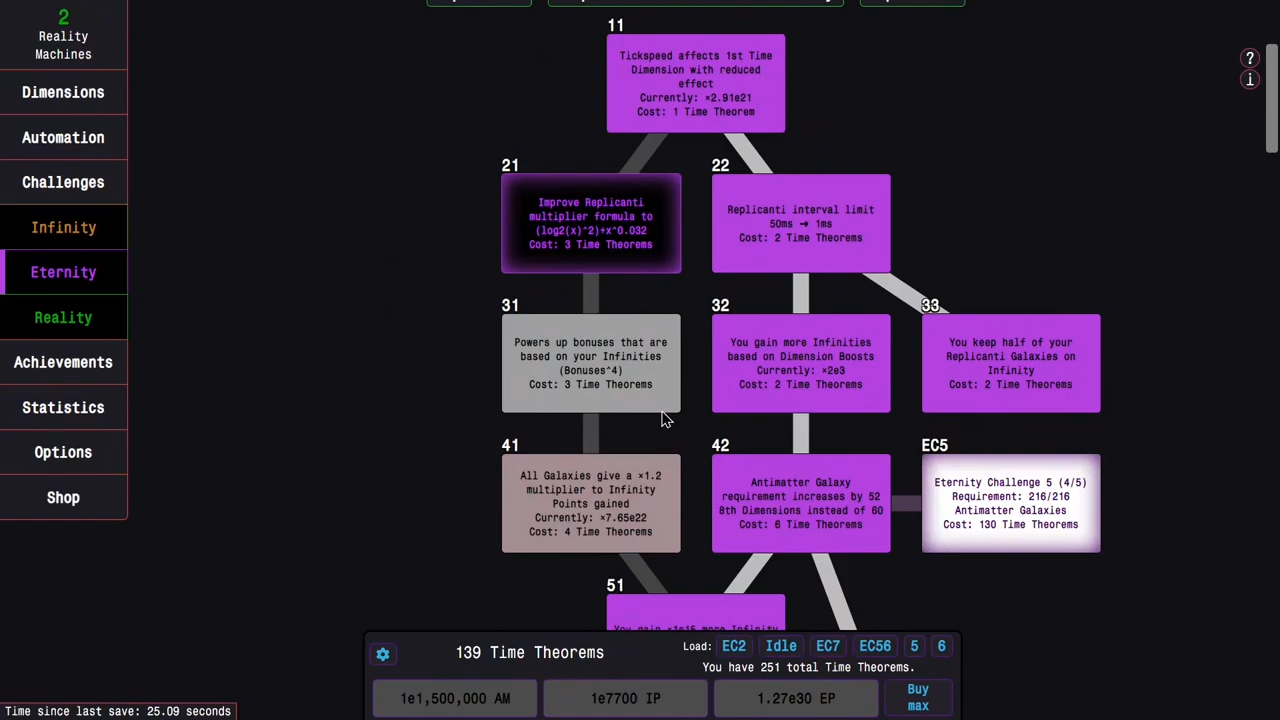 2
Reality
Machines
Dimensions
Automation
Challenges
Infinity
Eternity
Reality
Achievements
Statistics
Options
Shop
Time since last save: 25.09 seconds
?
i
11
Tickspeed affects 1st Time
Dimension with reduced
effect
Currently: ×2.91e21
Cost: 1 Time Theorem
21
Improve Replicanti
multiplier formula to
(log2(x)^2)+x^0.032
Cost: 3 Time Theorems
22
Replicanti interval limit
50ms → 1ms
Cost: 2 Time Theorems
31
Powers up bonuses that are
based on your Infinities
(Bonuses^4)
Cost: 3 Time Theorems
32
You gain more Infinities
based on Dimension Boosts
Currently: ×2e3
Cost: 2 Time Theorems
33
You keep half of your
Replicanti Galaxies on
Infinity
Cost: 2 Time Theorems
41
All Galaxies give a ×1.2
multiplier to Infinity
Points gained
Currently: ×7.65e22
Cost: 4 Time Theorems
42
Antimatter Galaxy
requirement increases by 52
8th Dimensions instead of 60
Cost: 6 Time Theorems
EC5
Eternity Challenge 5 (4/5)
Requirement: 216/216
Antimatter Galaxies
Cost: 130 Time Theorems
51
You gain ×1e15 more Infinity
139 Time Theorems
Load: EC2 Idle EC7 EC56 5 6
You have 251 total Time Theorems.
1e1,500,000 AM
1e7700 IP
1.27e30 EP
Buy
max